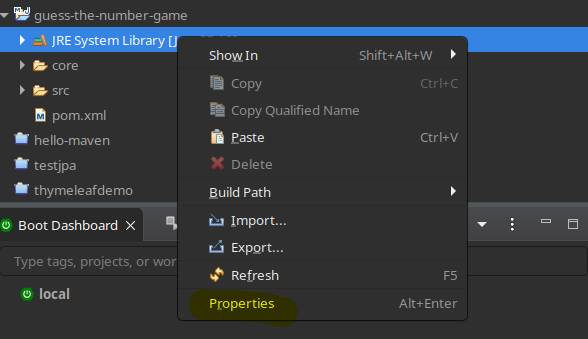 guess-the-number-game
JRE System Library [J
core
src
pom.xml
hello-maven
testjpa
thymeleafdemo
Show In Shift+Alt+W
Copy Ctrl+C
Copy Qualified Name
Paste Ctrl+V
Delete
Build Path
Import...
Export...
Refresh F5
Properties Alt+Enter
Boot Dashboard
Type tags, projects, or wor
local